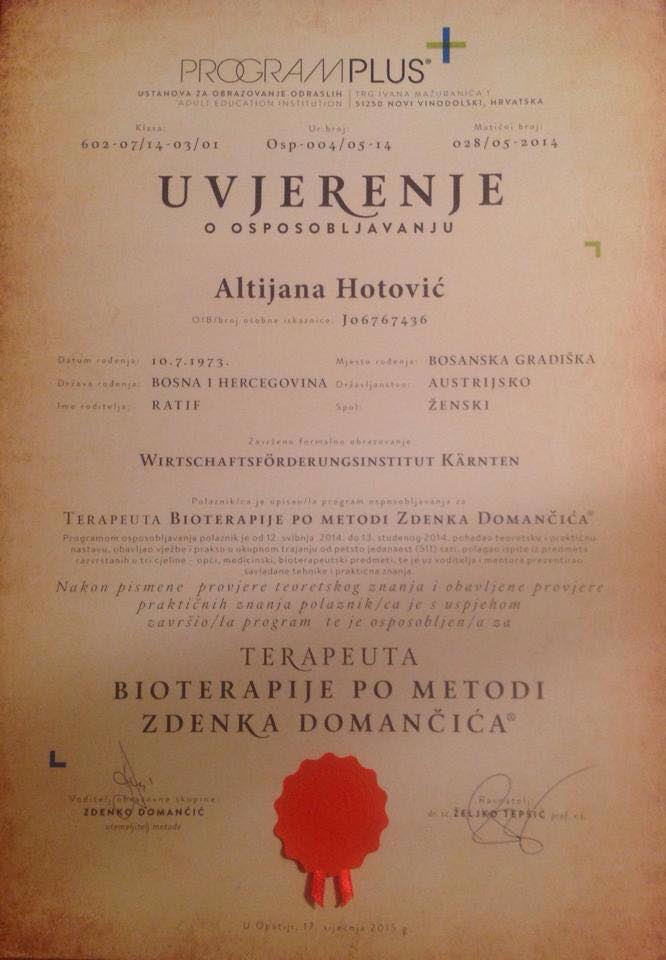 PROGRAMPLUS®
USTANOVA ZA OBRAZOVANJE ODRASLIH | TRG IVANA MAŽURANIĆA 1
ADULT EDUCATION INSTITUTION | 51250 NOVI VINODOLSKI, HRVATSKA
Klasa: Ur.broj: Matični broj:
602-07/14-03/01 Osp-004/05-14 028/05-2014
UVJERENJE
O OSPOSOBLJAVANJU
Altijana Hotović
OIB/broj osobne iskaznice: J06767436
Datum rođenja: 10.7.1973. Mjesto rođenja: BOSANSKA GRADIŠKA
Država rođenja: BOSNA I HERCEGOVINA Državljanstvo: AUSTRIJSKO
Ime roditelja: RATIF Spol: ŽENSKI
Završeno formalno obrazovanje:
WIRTSCHAFTSFÖRDERUNGSINSTITUT KÄRNTEN
Polaznik/ca je upisan/la program osposobljavanja za
TERAPEUTA BIOTERAPIJE PO METODI ZDENKA DOMANČIĆA®
Programom osposobljavanja polaznik je od 12. svibnja 2014. do 13. studenog 2014. pohađao teoretsku i praktičnu
nastavu, obavljao vježbe i praksu u ukupnom trajanju od petsto jedanaest (511) sati, polagao ispite iz predmeta
razvrstanih u tri cjeline - opći, medicinski, bioterapeutski predmeti, te je uz voditelja i mentora prezentirao
savladane tehnike i praktična znanja.
Nakon pismene provjere teoretskog znanja i obavljene provjere
praktičnih znanja polaznik/ca je s uspjehom
završio/la program te je osposobljen/a za
TERAPEUTA
BIOTERAPIJE PO METODI
ZDENKA DOMANČIĆA®
Voditelj obrazovne skupine: Ravnatelj:
ZDENKO DOMANČIĆ dr. sc. ŽELJKO TEPŠIĆ prof. v.š.
utemeljitelj metode
U Opatiji, 17. siječnja 2015.g.